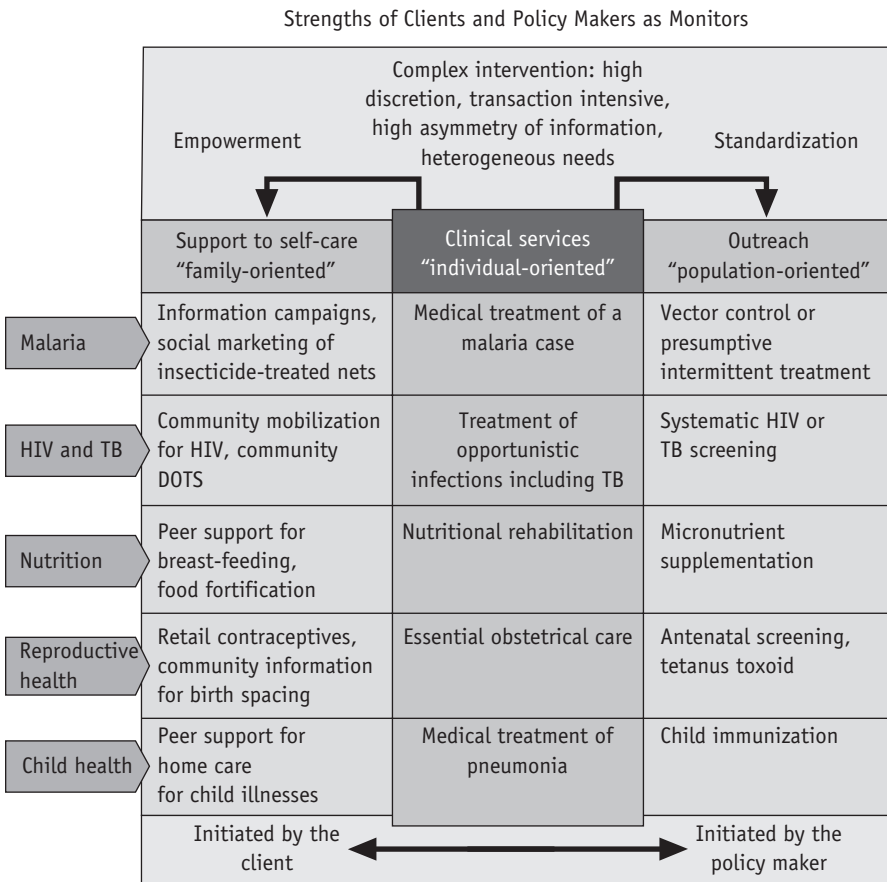 Strengths of Clients and Policy Makers as Monitors
Complex intervention: high
discretion, transaction intensive,
high asymmetry of information,
heterogeneous needs
Empowerment
Standardization
Support to self-care
“family-oriented”
Clinical services
“individual-oriented”
Outreach
“population-oriented”
Malaria
Information campaigns,
social marketing of
insecticide-treated nets
Medical treatment of a
malaria case
Vector control or
presumptive
intermittent treatment
HIV and TB
Community mobilization
for HIV, community
DOTS
Treatment of
opportunistic
infections including TB
Systematic HIV or
TB screening
Nutrition
Peer support for
breast-feeding,
food fortification
Nutritional rehabilitation
Micronutrient
supplementation
Reproductive
health
Retail contraceptives,
community information
for birth spacing
Essential obstetrical care
Antenatal screening,
tetanus toxoid
Child health
Peer support for
home care
for child illnesses
Medical treatment of
pneumonia
Child immunization
Initiated by the
client
Initiated by the
policy maker